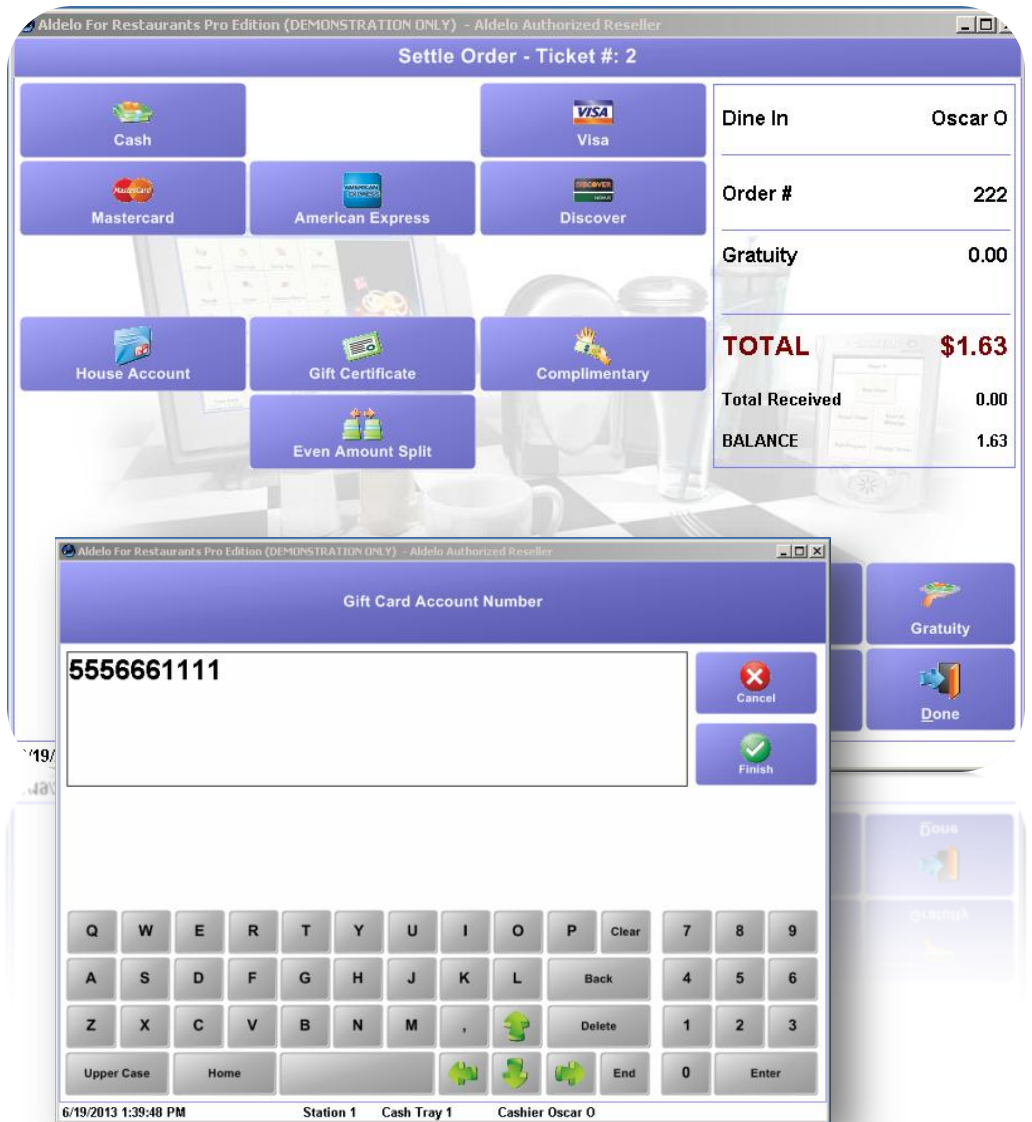 Aldelo For Restaurants Pro Edition (DEMONSTRATION ONLY) - Aldelo Authorized Reseller
Settle Order - Ticket #: 2
Cash
VISA
Visa
MasterCard
Mastercard
AMERICAN EXPRESS
American Express
DISCOVER
Discover
House Account
Gift Certificate
Complimentary
Even Amount Split
Dine In Oscar O
Order # 222
Gratuity 0.00
TOTAL $1.63
Total Received 0.00
BALANCE 1.63
Gratuity
Done
/19/
Aldelo For Restaurants Pro Edition (DEMONSTRATION ONLY) - Aldelo Authorized Reseller
Gift Card Account Number
5556661111
Cancel
Finish
Q W E R T Y U I O P Clear 7 8 9
A S D F G H J K L Back 4 5 6
Z X C V B N M , Delete 1 2 3
Upper Case Home End 0 Enter
6/19/2013 1:39:48 PM Station 1 Cash Tray 1 Cashier Oscar O